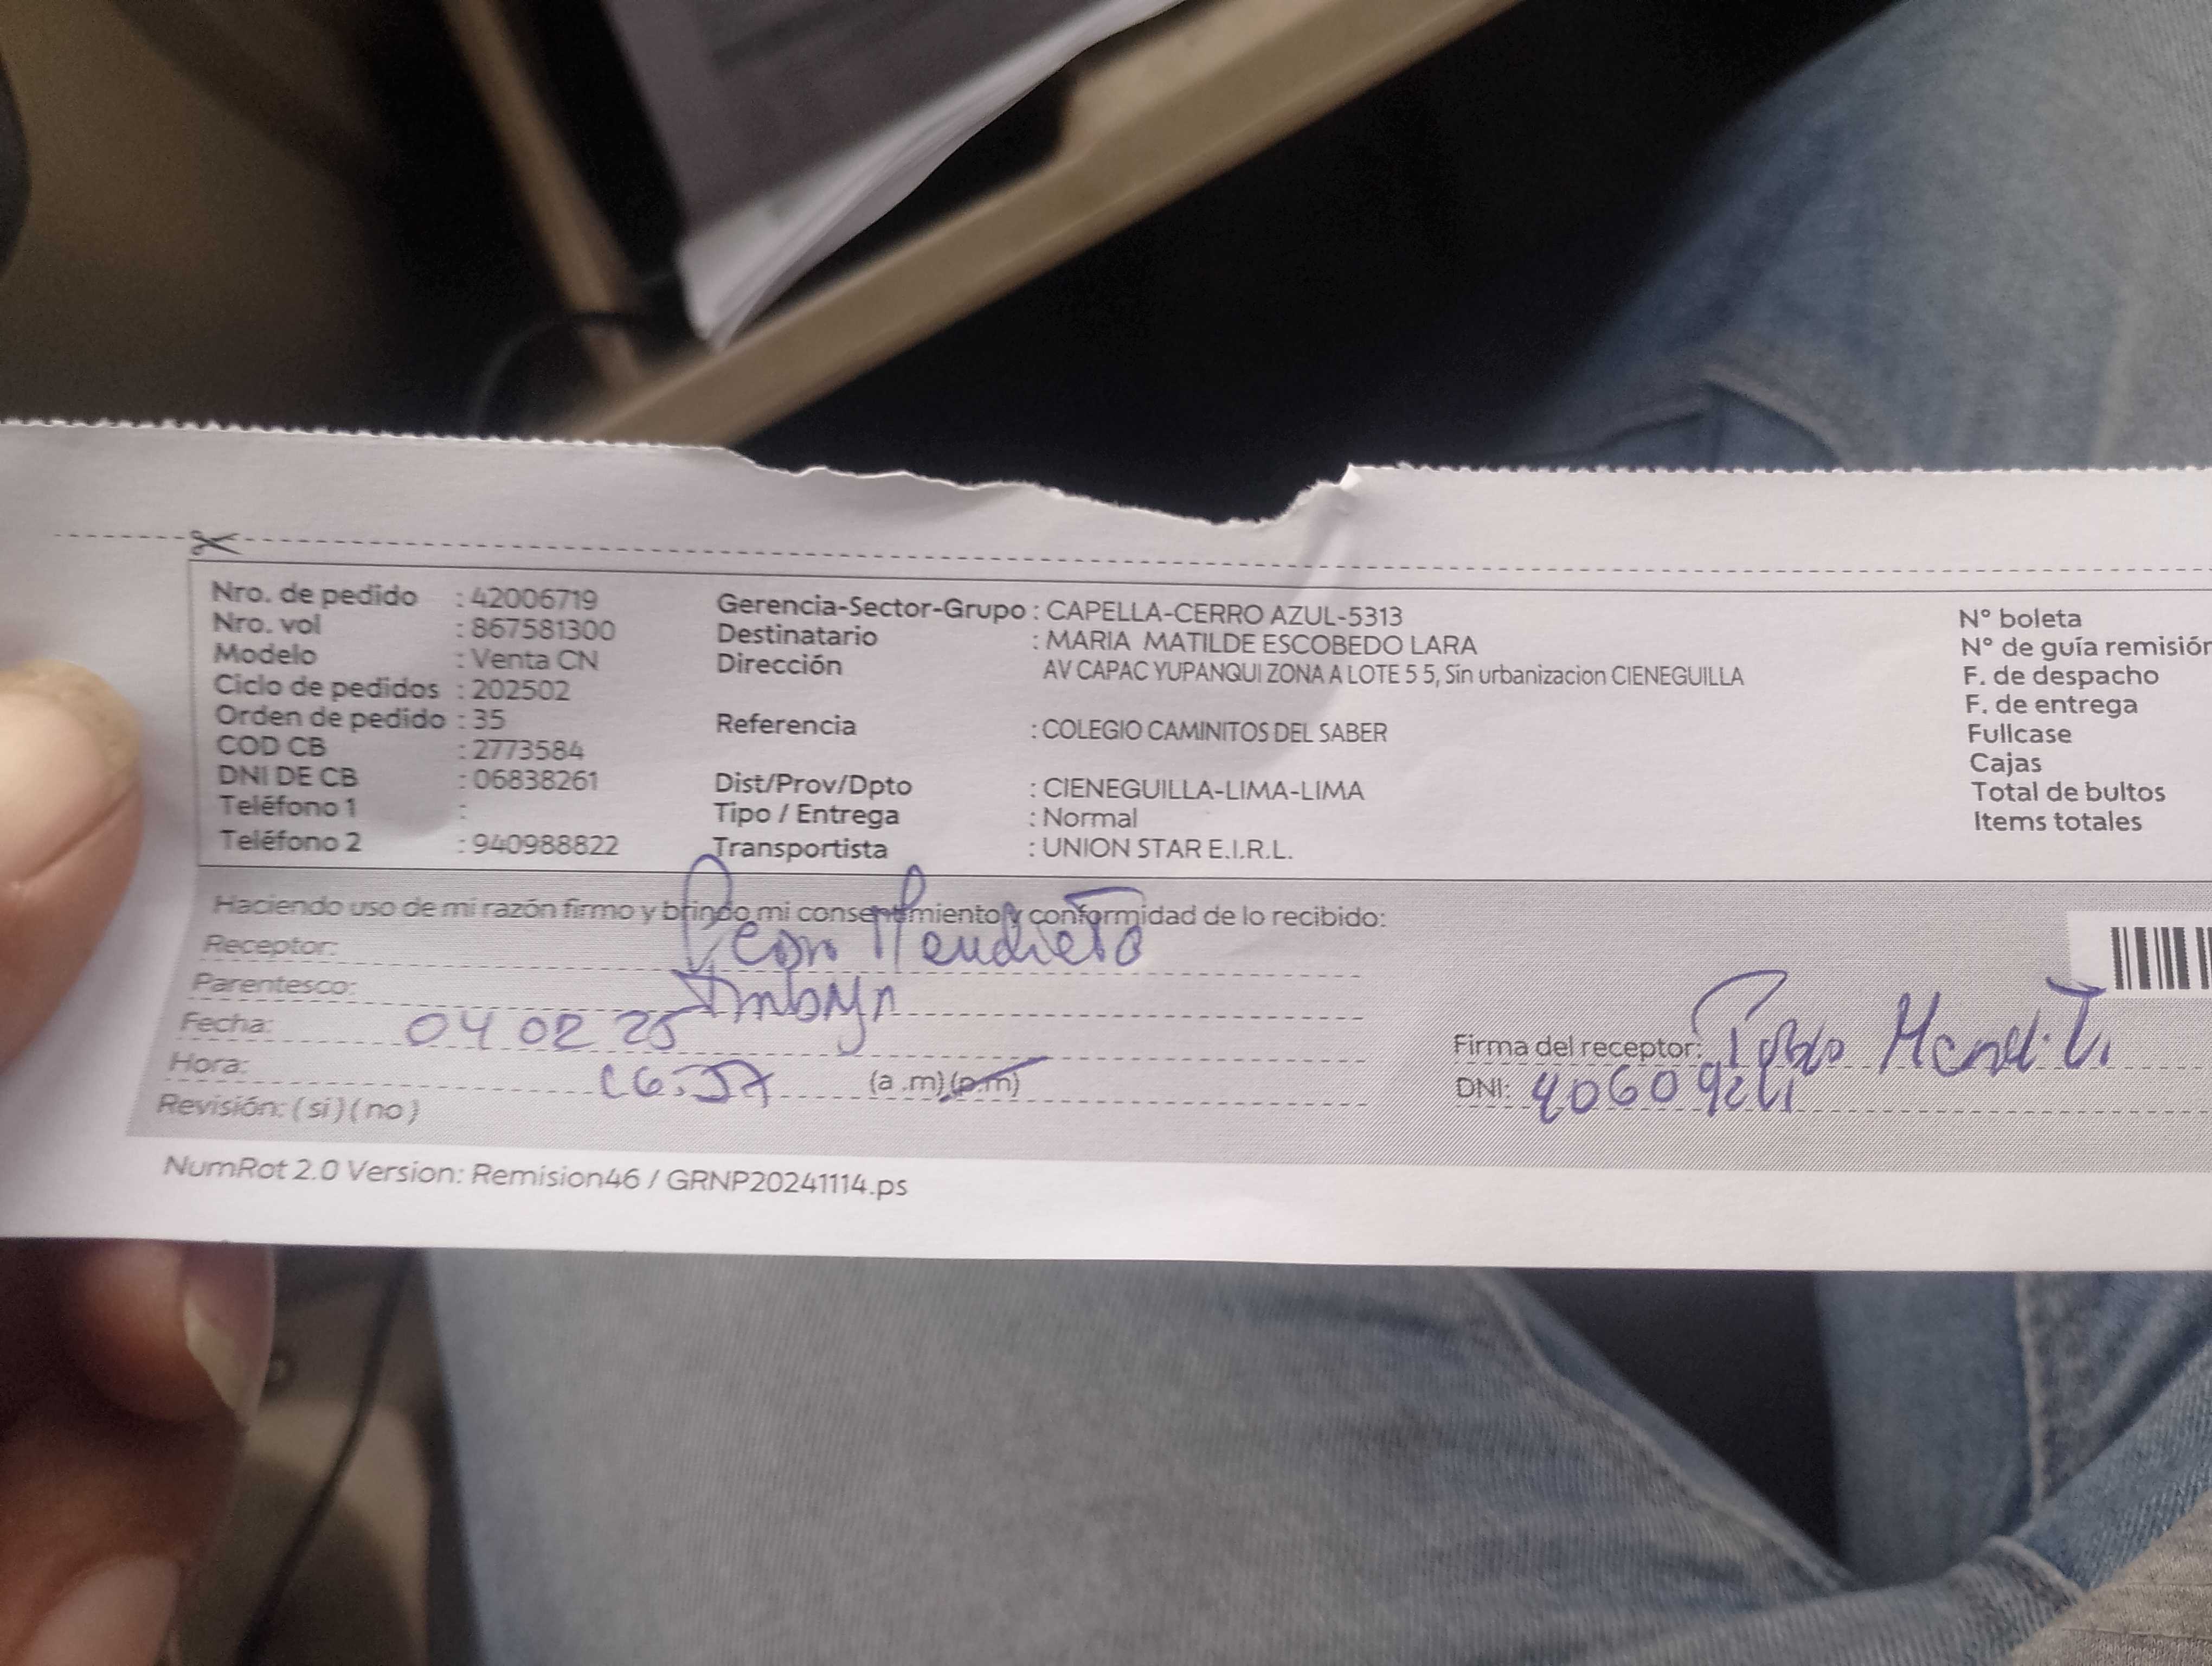 Nro. de pedido : 42006719
Nro. vol : 867581300
Modelo : Venta CN
Ciclo de pedidos : 202502
Orden de pedido : 35
COD CB : 2773584
DNI DE CB : 06838261
Teléfono 1 :
Teléfono 2 : 940988822
Gerencia-Sector-Grupo : CAPELLA-CERRO AZUL-5313
Destinatario : MARIA MATILDE ESCOBEDO LARA
Dirección AV CAPAC YUPANQUI ZONA A LOTE 5 5, Sin urbanizacion CIENEGUILLA
Referencia : COLEGIO CAMINITOS DEL SABER
Dist/Prov/Dpto : CIENEGUILLA-LIMA-LIMA
Tipo / Entrega : Normal
Transportista : UNION STAR E.I.R.L.
N° boleta
N° de guía remisión
F. de despacho
F. de entrega
Fullcase
Cajas
Total de bultos
Items totales
Haciendo uso de mi razón firmo y brindo mi consentimiento y conformidad de lo recibido:
Receptor: Mendieta
Parentesco:
Fecha: 04 02 25
Hora: (a .m)(p.m)
Revisión: (si)(no)
Firma del receptor:
DNI:
NumRot 2.0 Version: Remision46 / GRNP20241114.ps